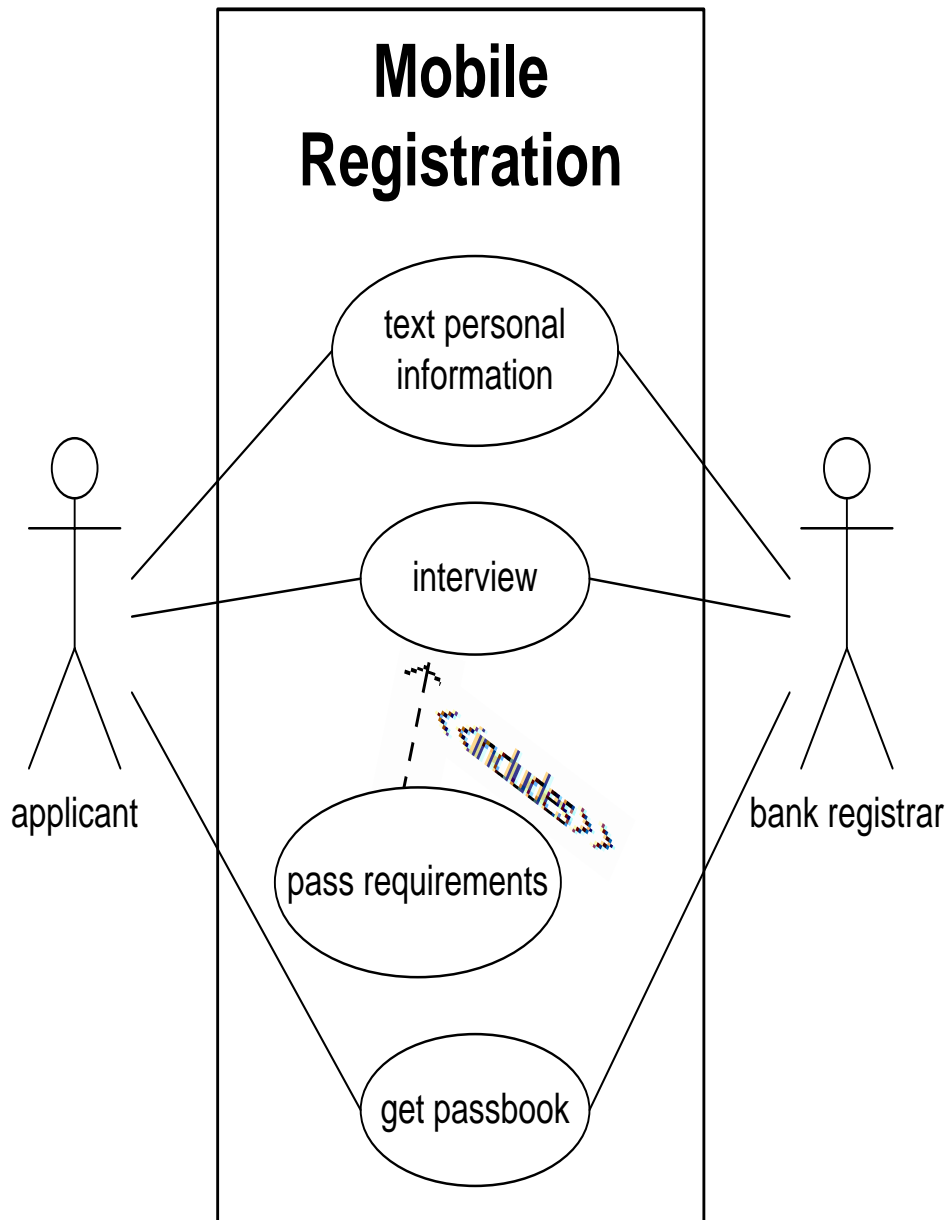 Mobile
Registration
text personal
information
interview
<<includes>>
applicant
bank registrar
pass requirements
get passbook